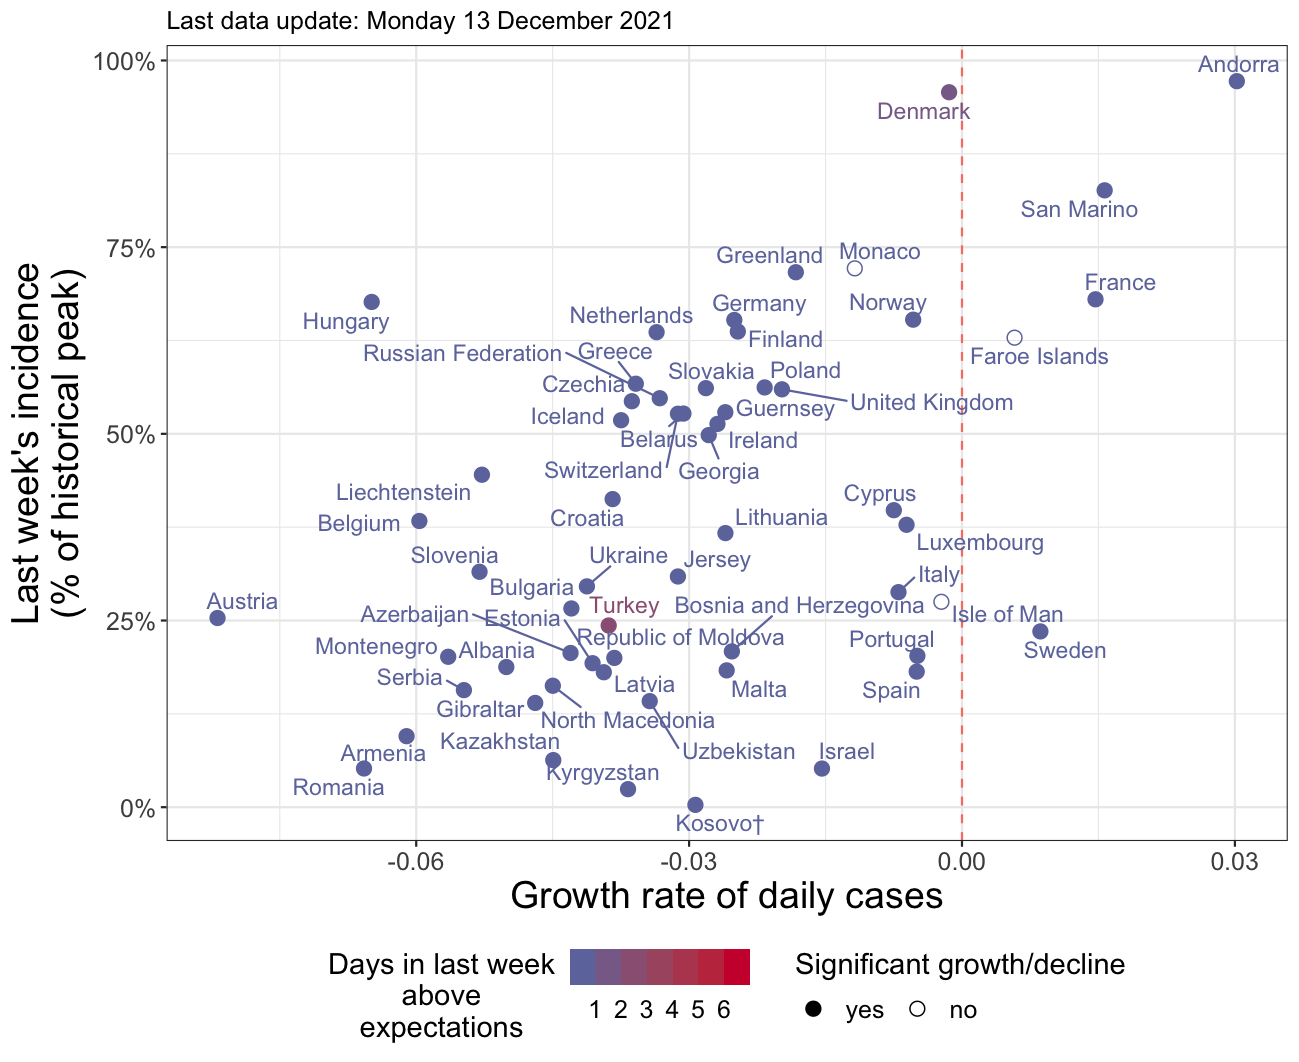 Last data update: Monday 13 December 2021
100%
75%
50%
25%
0%
Last week's incidence
(% of historical peak)
Andorra
Denmark
San Marino
Greenland
Monaco
France
Hungary
Netherlands
Germany
Norway
Finland
Faroe Islands
Russian Federation
Greece
Slovakia
Poland
Czechia
United Kingdom
Iceland
Guernsey
Belarus
Ireland
Switzerland
Georgia
Liechtenstein
Croatia
Cyprus
Belgium
Lithuania
Luxembourg
Slovenia
Ukraine
Jersey
Bulgaria
Italy
Austria
Turkey
Bosnia and Herzegovina
Azerbaijan
Estonia
Isle of Man
Montenegro
Albania
Republic of Moldova
Portugal
Sweden
Serbia
Latvia
Malta
Spain
Gibraltar
North Macedonia
Armenia
Kazakhstan
Uzbekistan
Israel
Romania
Kyrgyzstan
Kosovo†
-0.06
-0.03
0.00
0.03
Growth rate of daily cases
Days in last week
above
expectations
1 2 3 4 5 6
Significant growth/decline
yes
no